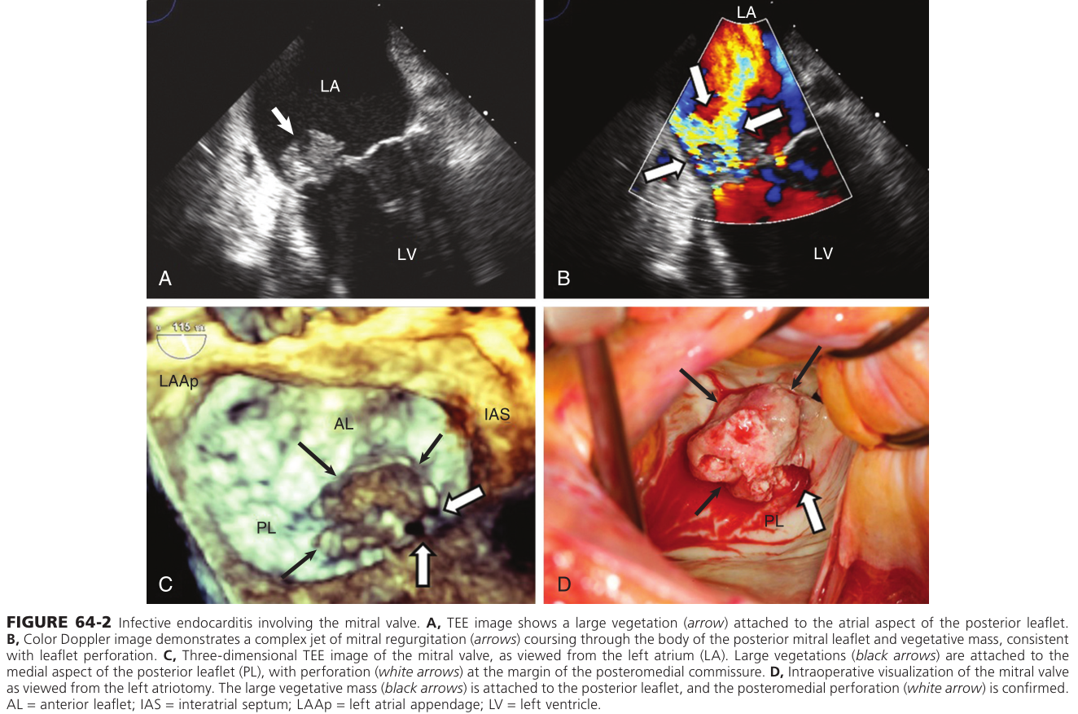 LA
LV
A
LA
LV
B
115
LAAp
AL
IAS
PL
C
PL
D
FIGURE 64-2 Infective endocarditis involving the mitral valve. A, TEE image shows a large vegetation (arrow) attached to the atrial aspect of the posterior leaflet.
B, Color Doppler image demonstrates a complex jet of mitral regurgitation (arrows) coursing through the body of the posterior mitral leaflet and vegetative mass, consistent
with leaflet perforation. C, Three-dimensional TEE image of the mitral valve, as viewed from the left atrium (LA). Large vegetations (black arrows) are attached to the
medial aspect of the posterior leaflet (PL), with perforation (white arrows) at the margin of the posteromedial commissure. D, Intraoperative visualization of the mitral valve
as viewed from the left atriotomy. The large vegetative mass (black arrows) is attached to the posterior leaflet, and the posteromedial perforation (white arrow) is confirmed.
AL = anterior leaflet; IAS = interatrial septum; LAAp = left atrial appendage; LV = left ventricle.